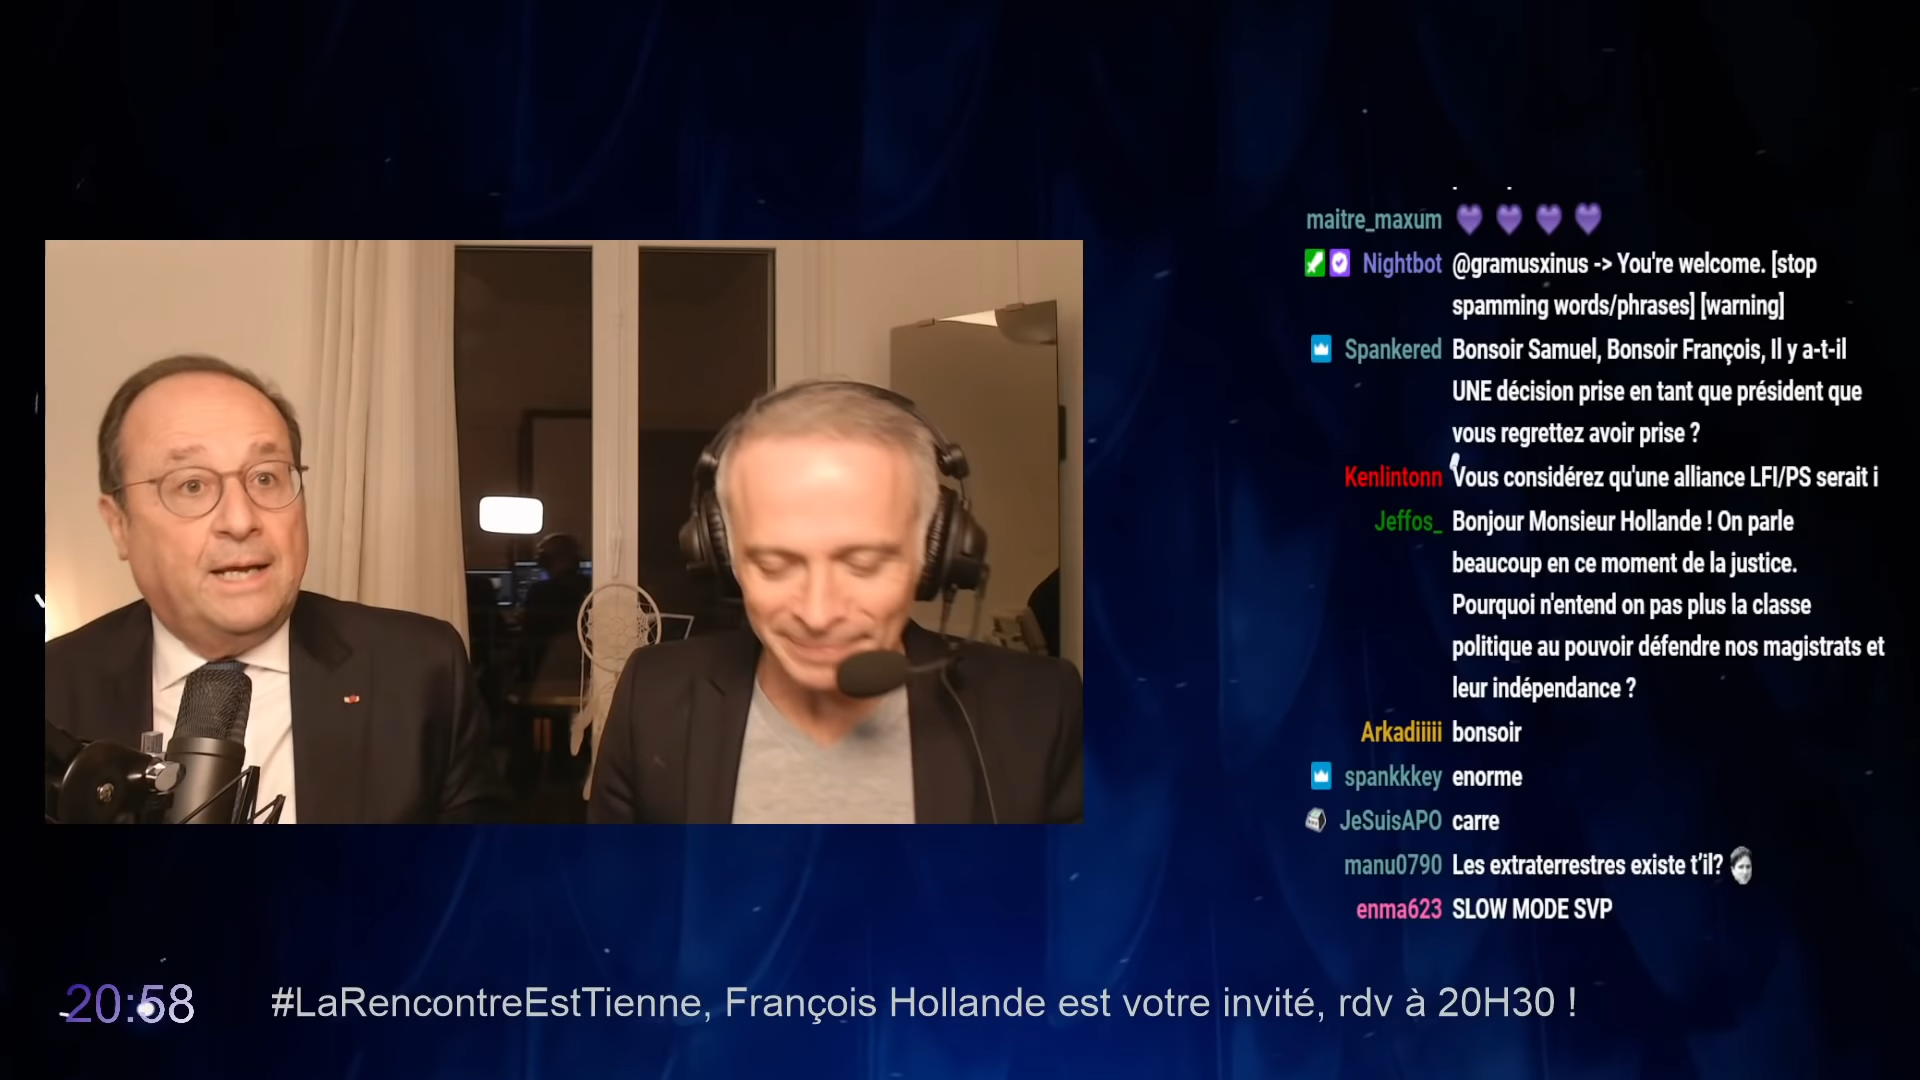 maitre_maxum
Nightbot @gramusxinus -> You're welcome. [stop
spamming words/phrases] [warning]
Spankered Bonsoir Samuel, Bonsoir François, Il y a-t-il
UNE décision prise en tant que président que
vous regrettez avoir prise ?
Kenlintonn Vous considérez qu'une alliance LFI/PS serait i
Jeffos_ Bonjour Monsieur Hollande ! On parle
beaucoup en ce moment de la justice.
Pourquoi n'entend on pas plus la classe
politique au pouvoir défendre nos magistrats et
leur indépendance ?
Arkadiiiii bonsoir
spankkkey enorme
JeSuisAPO carre
manu0790 Les extraterrestres existe t’il?
enma623 SLOW MODE SVP
20:58 #LaRencontreEstTienne, François Hollande est votre invité, rdv à 20H30 !